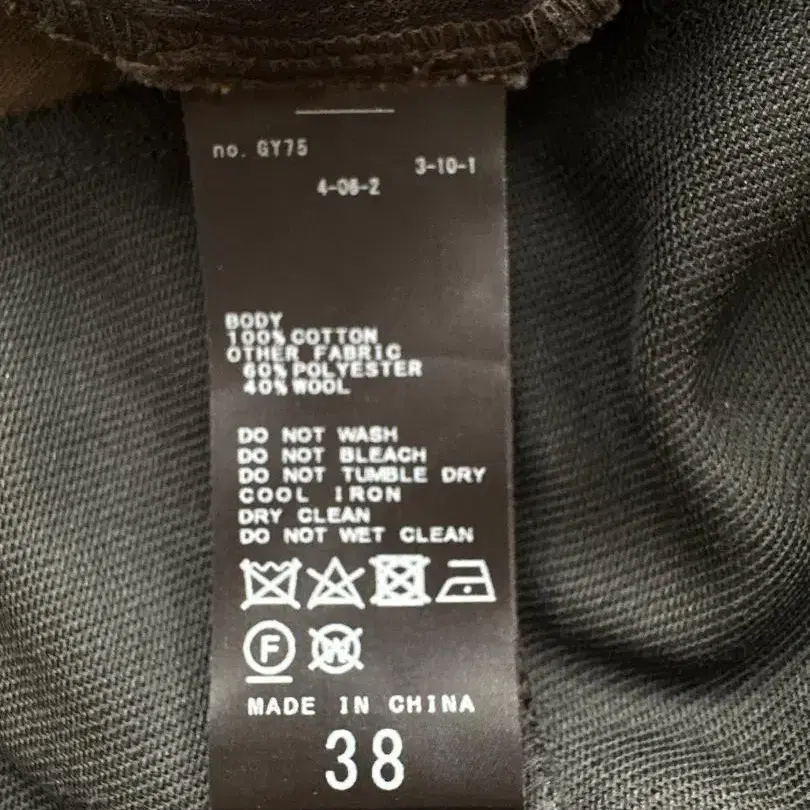 no. GY75
3-10-1
4-06-2
BODY
100% COTTON
OTHER FABRIC
60% POLYESTER
40% WOOL
DO NOT WASH
DO NOT BLEACH
DO NOT TUMBLE DRY
COOL IRON
DRY CLEAN
DO NOT WET CLEAN
F W
MADE IN CHINA
38